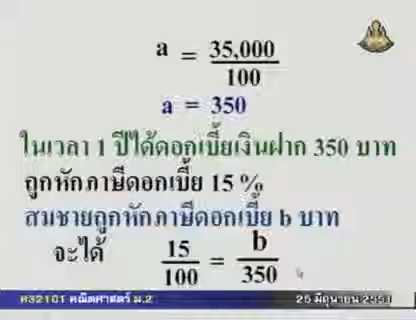 a = 35,000
100
a = 350
ในเวลา 1 ปีได้ดอกเบี้ยเงินฝาก 350 บาท
ถูกหักภาษีดอกเบี้ย 15 %
สมชายถูกหักภาษีดอกเบี้ย b บาท
จะได้ 15 = b
100 350
ค32101 คณิตศาสตร์ ม.2 25 มิถุนายน 2551